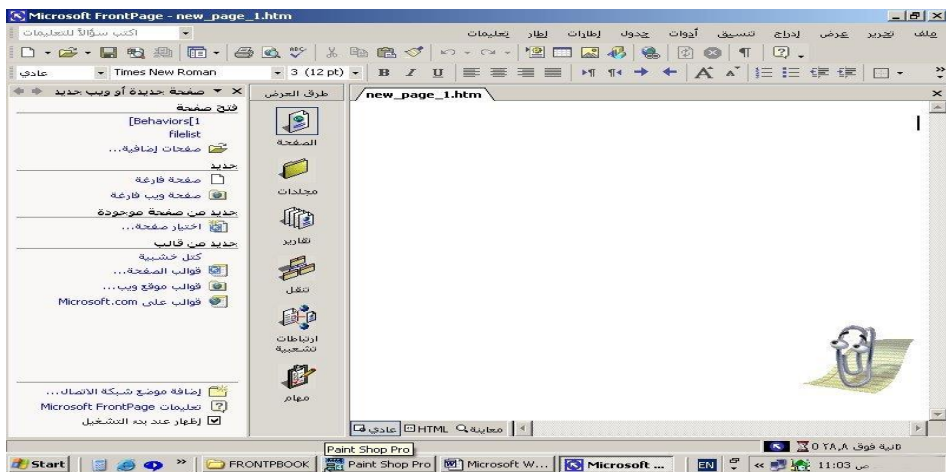 Microsoft FrontPage - new_page_1.htm
ملف تحرير عرض إدراج تنسيق أدوات جدول إطارات إطار تعليمات
اكتب سؤالاً للتعليمات
عادي Times New Roman 3 (12 pt) B I U
صفحة جديدة أو ويب جديد
فتح صفحة
[Behaviors[1
filelist
صفحات إضافية...
جديد
صفحة فارغة
صفحة ويب فارغة
جديد من صفحة موجودة
اختيار صفحة...
جديد من قالب
كتل خشبية
قوالب الصفحة...
قوالب موقع ويب...
قوالب على Microsoft.com
إضافة موضع شبكة الاتصال...
تعليمات Microsoft FrontPage
إظهار عند بدء التشغيل
طرق العرض
الصفحة
مجلدات
تقارير
تنقل
ارتباطات
تشعبية
مهام
new_page_1.htm
عادي HTML معاينة
Paint Shop Pro
Start FRONTPBOOK Paint Shop Pro Microsoft W... Microsoft ... EN 11:03 ص